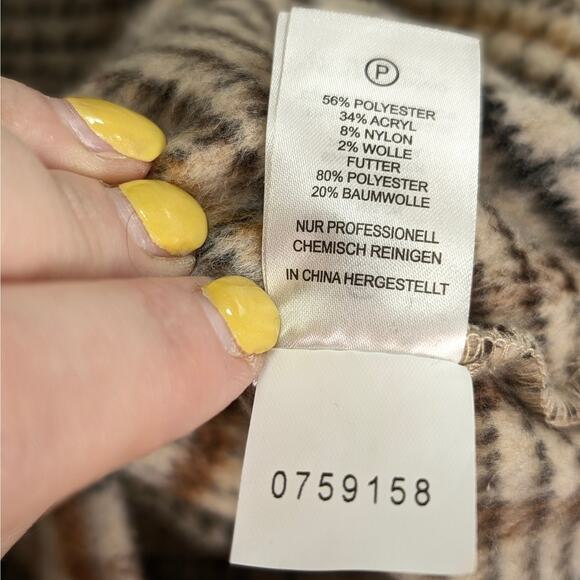 P
56% POLYESTER
34% ACRYL
8% NYLON
2% WOLLE
FUTTER
80% POLYESTER
20% BAUMWOLLE
NUR PROFESSIONELL
CHEMISCH REINIGEN
IN CHINA HERGESTELLT
0759158